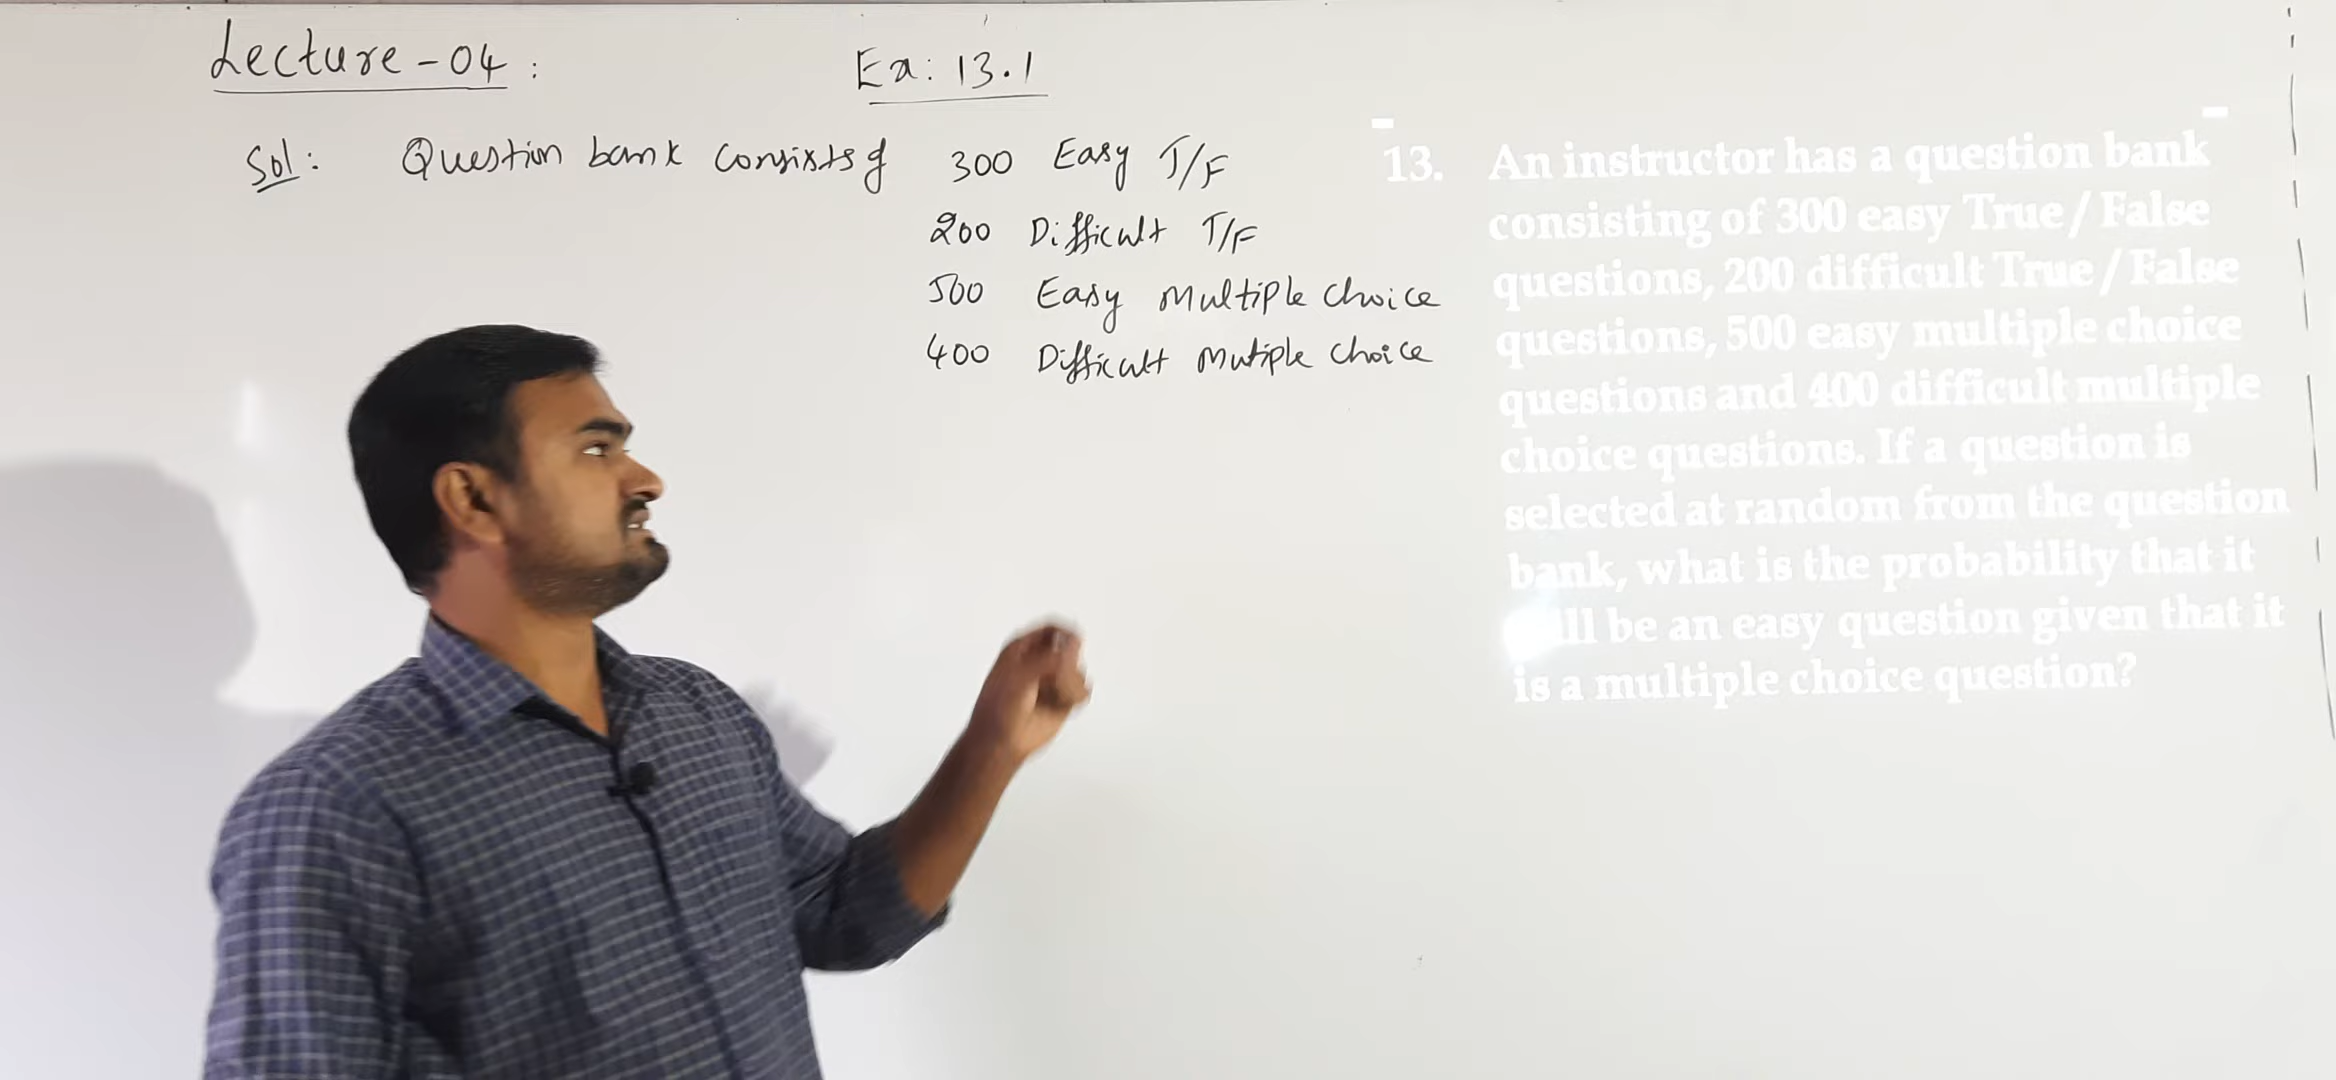 Lecture - 04 :
Ex: 13.1
Sol: Question bank consists of 300 Easy T/F
200 Difficult T/F
500 Easy Multiple choice
400 Difficult Mutiple choice
13. An instructor has a question bank
consisting of 300 easy True/False
questions, 200 difficult True/False
questions, 500 easy multiple choice
questions and 400 difficult multiple
choice questions. If a question is
selected at random from the question
bank, what is the probability that it
ll be an easy question given that it
is a multiple choice question?